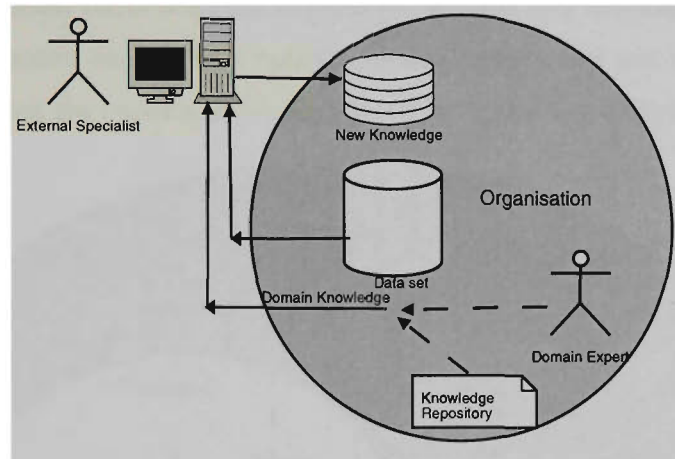 External Specialist
New Knowledge
Organisation
Data set
Domain Knowledge
Domain Expert
Knowledge
Repository